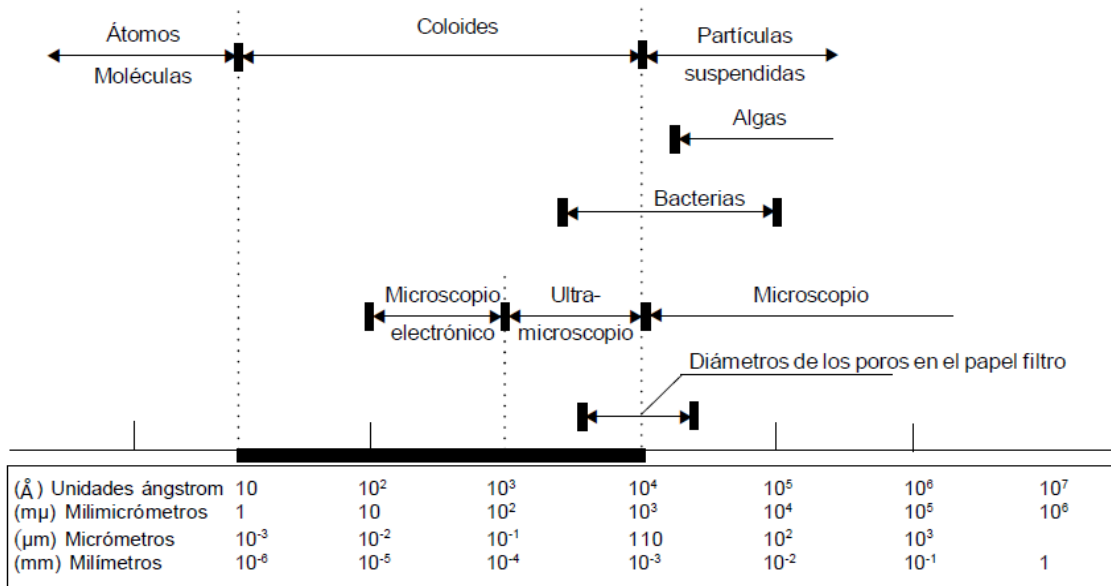 Átomos
Moléculas
Coloides
Partículas
suspendidas
Algas
Bacterias
Microscopio
electrónico
Ultra-
microscopio
Microscopio
Diámetros de los poros en el papel filtro
(Å) Unidades ángstrom 10 10² 10³ 10⁴ 10⁵ 10⁶ 10⁷
(mµ) Milimicrómetros 1 10 10² 10³ 10⁴ 10⁵ 10⁶
(µm) Micrómetros 10⁻³ 10⁻² 10⁻¹ 110 10² 10³
(mm) Milímetros 10⁻⁶ 10⁻⁵ 10⁻⁴ 10⁻³ 10⁻² 10⁻¹ 1